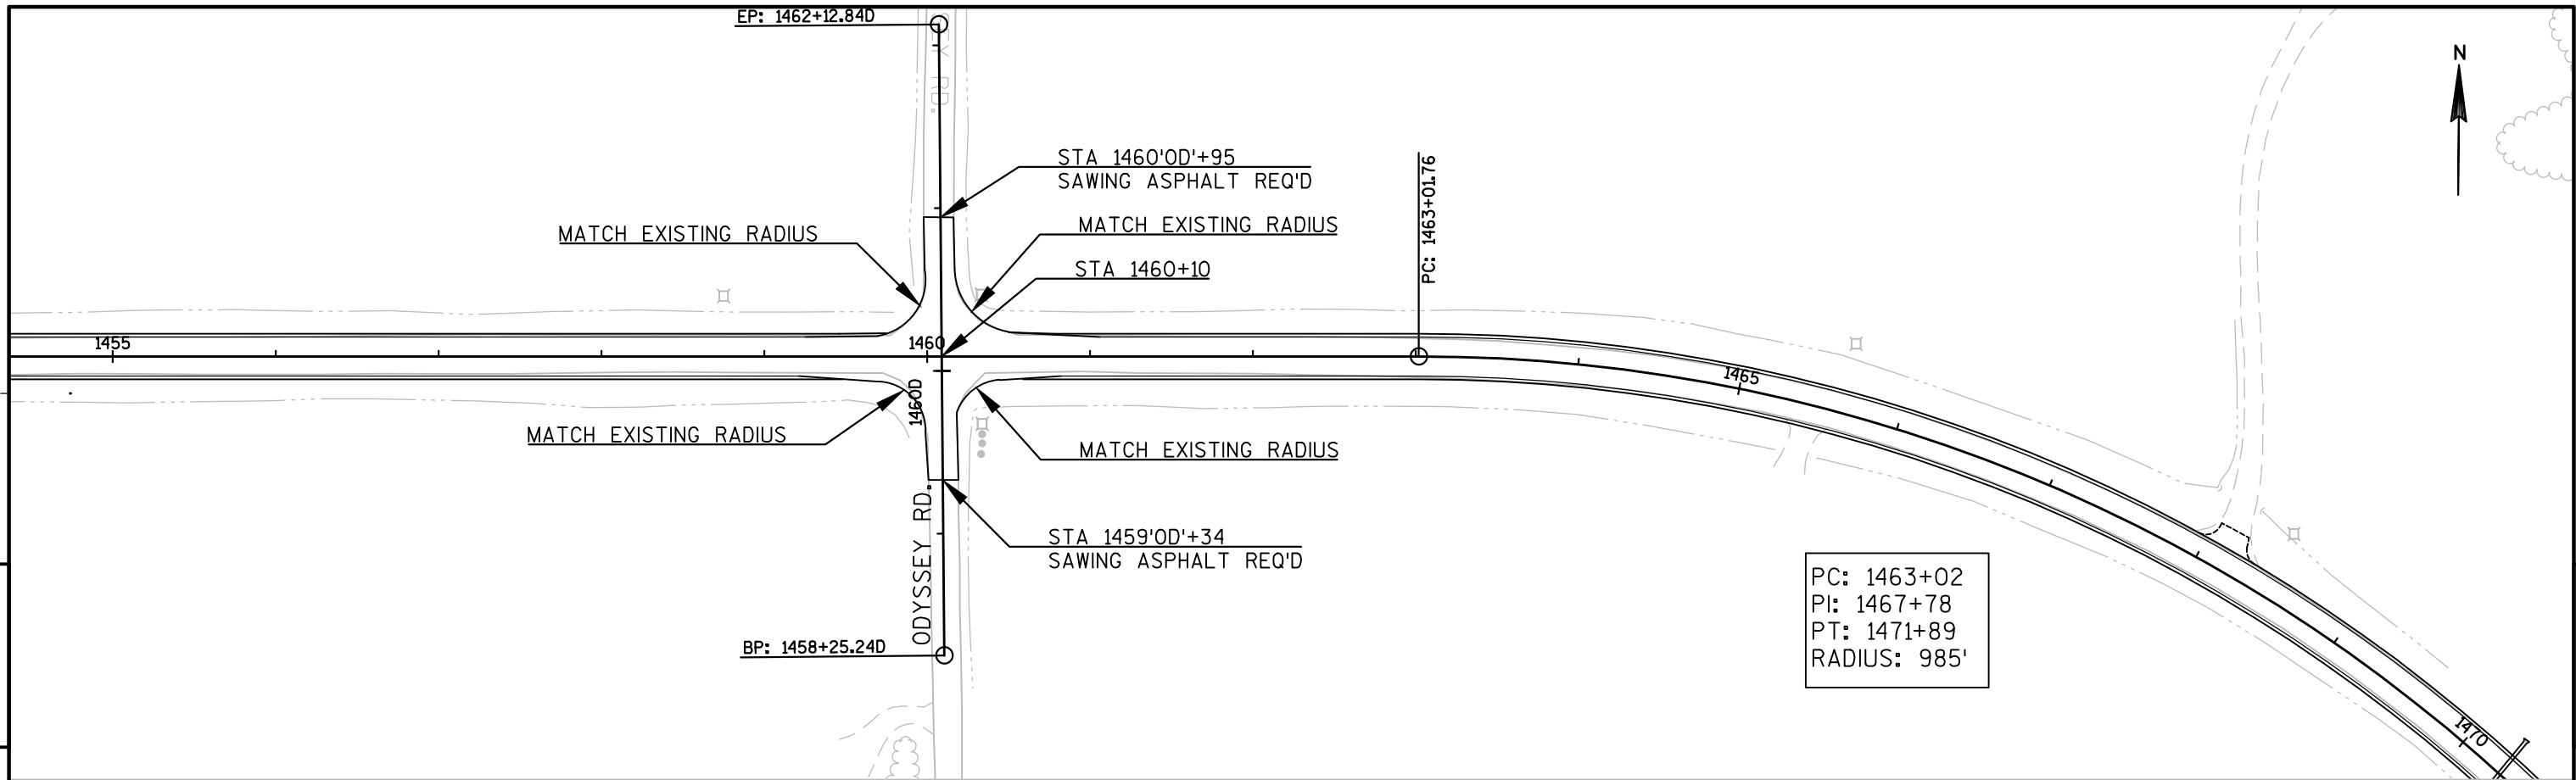 EP: 1462+12.84D
N
EY RD.
STA 1460'OD'+95
SAWING ASPHALT REQ'D
MATCH EXISTING RADIUS
MATCH EXISTING RADIUS
STA 1460+10
PC: 1463+01.76
1455
1460
1465
1460D
MATCH EXISTING RADIUS
MATCH EXISTING RADIUS
STA 1459'OD'+34
SAWING ASPHALT REQ'D
ODYSSEY RD.
BP: 1458+25.24D
PC: 1463+02
PI: 1467+78
PT: 1471+89
RADIUS: 985'
1470